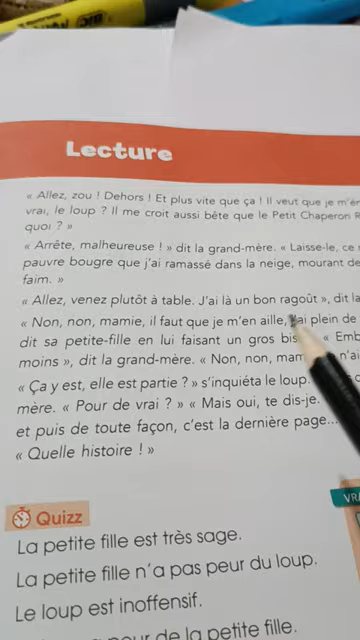 BIC
Lecture
« Allez, zou ! Dehors ! Et plus vite que ça ! Il veut que je m'en
vrai, le loup ? Il me croit aussi bête que le Petit Chaperon R
quoi ? »
« Arrête, malheureuse ! » dit la grand-mère. « Laisse-le, ce
pauvre bougre que j'ai ramassé dans la neige, mourant de
faim. »
« Allez, venez plutôt à table. J'ai là un bon ragoût », dit la
« Non, non, mamie, il faut que je m'en aille, j'ai plein de
dit sa petite-fille en lui faisant un gros bis « Emb
moins », dit la grand-mère. « Non, non, mam n'ai
« Ça y est, elle est partie ? » s'inquiéta le loup.
mère. « Pour de vrai ? » « Mais oui, te dis-je.
et puis de toute façon, c'est la dernière page...
« Quelle histoire ! »
Quizz
VRA
La petite fille est très sage.
La petite fille n'a pas peur du loup.
Le loup est inoffensif.
peur de la petite fille.